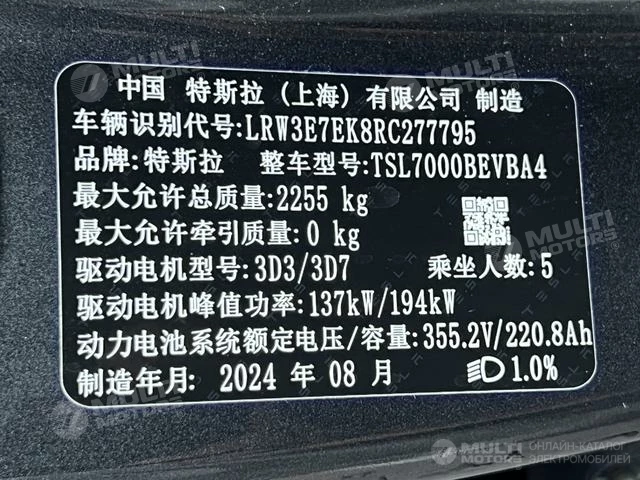 中国 特斯拉 (上海) 有限公司 制造
车辆识别代号:LRW3E7EK8RC277795
品牌:特斯拉 整车型号:TSL7000BEVBA4
最大允许总质量:2255 kg
最大允许牵引质量:0 kg
驱动电机型号:3D3/3D7 乘坐人数:5
驱动电机峰值功率:137kW/194kW
动力电池系统额定电压/容量:355.2V/220.8Ah
制造年月: 2024 年 08 月 1.0%
MULTI MOTORS
ОНЛАЙН-КАТАЛОГ
ЭЛЕКТРОМОБИЛЕЙ